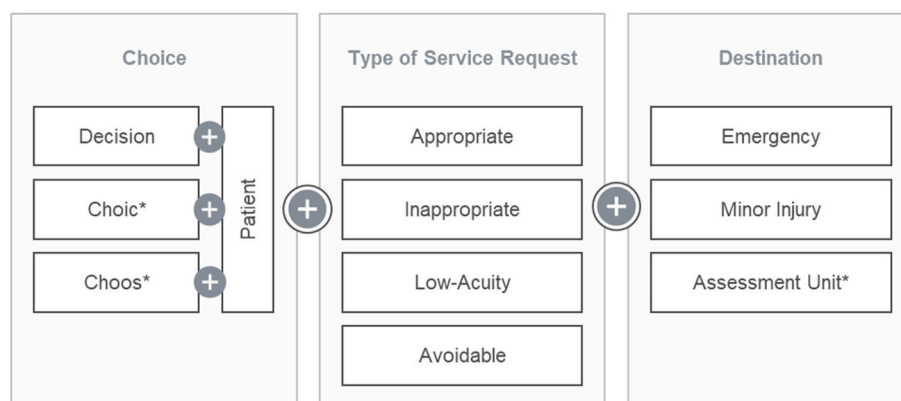 Choice
Decision
Choic*
Choos*
Patient
Type of Service Request
Appropriate
Inappropriate
Low-Acuity
Avoidable
Destination
Emergency
Minor Injury
Assessment Unit*